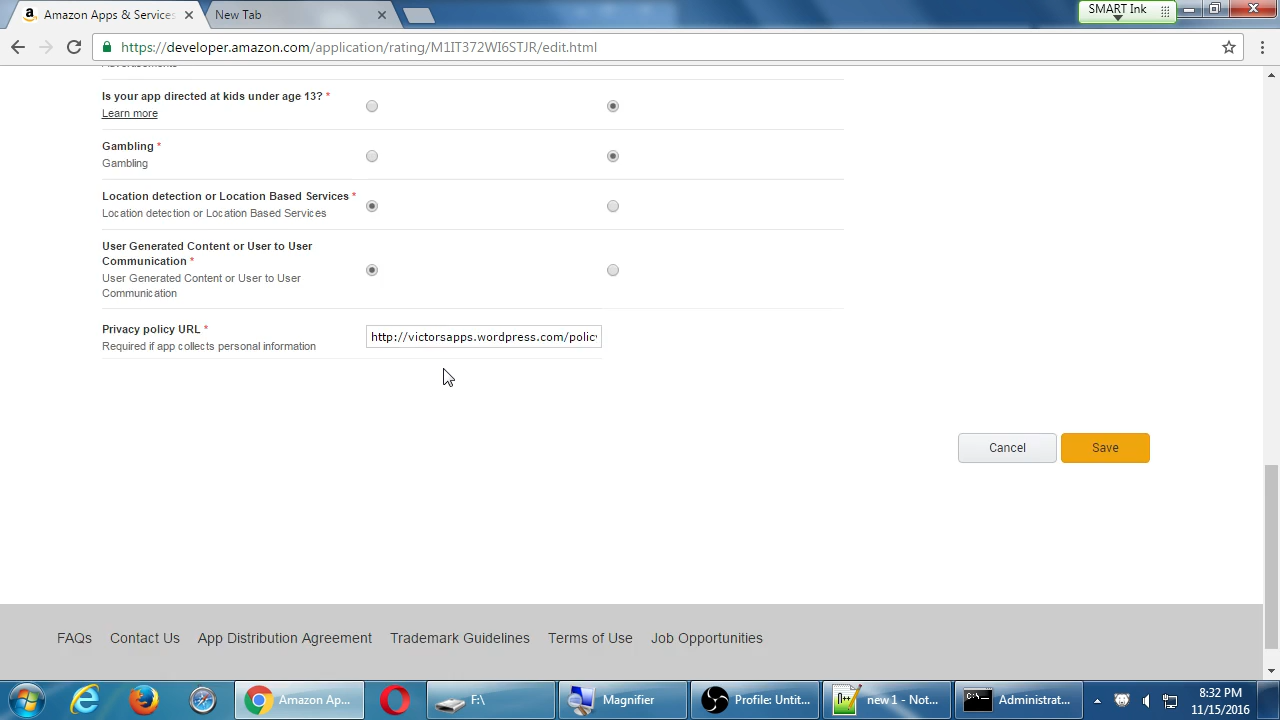 Amazon Apps & Services
New Tab
SMART Ink
https://developer.amazon.com/application/rating/M1IT372WI6STJR/edit.html
Advertisements
Is your app directed at kids under age 13? *
Learn more
Gambling *
Gambling
Location detection or Location Based Services *
Location detection or Location Based Services
User Generated Content or User to User
Communication *
User Generated Content or User to User
Communication
Privacy policy URL *
http://victorsapps.wordpress.com/policy
Required if app collects personal information
Cancel
Save
FAQs
Contact Us
App Distribution Agreement
Trademark Guidelines
Terms of Use
Job Opportunities
Amazon Ap...
F:\
Magnifier
Profile: Untit...
new 1 - Not...
Administrat...
8:32 PM
11/15/2016